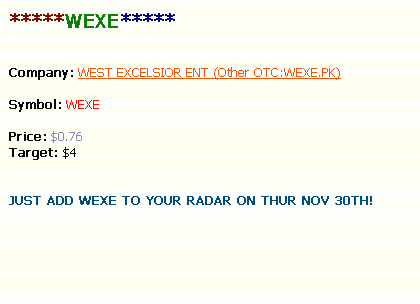 *****WEXE*****
Company: WEST EXCELSIOR ENT (Other OTC:WEXE.PK)
Symbol: WEXE
Price: $0.76
Target: $4
JUST ADD WEXE TO YOUR RADAR ON THUR NOV 30TH!